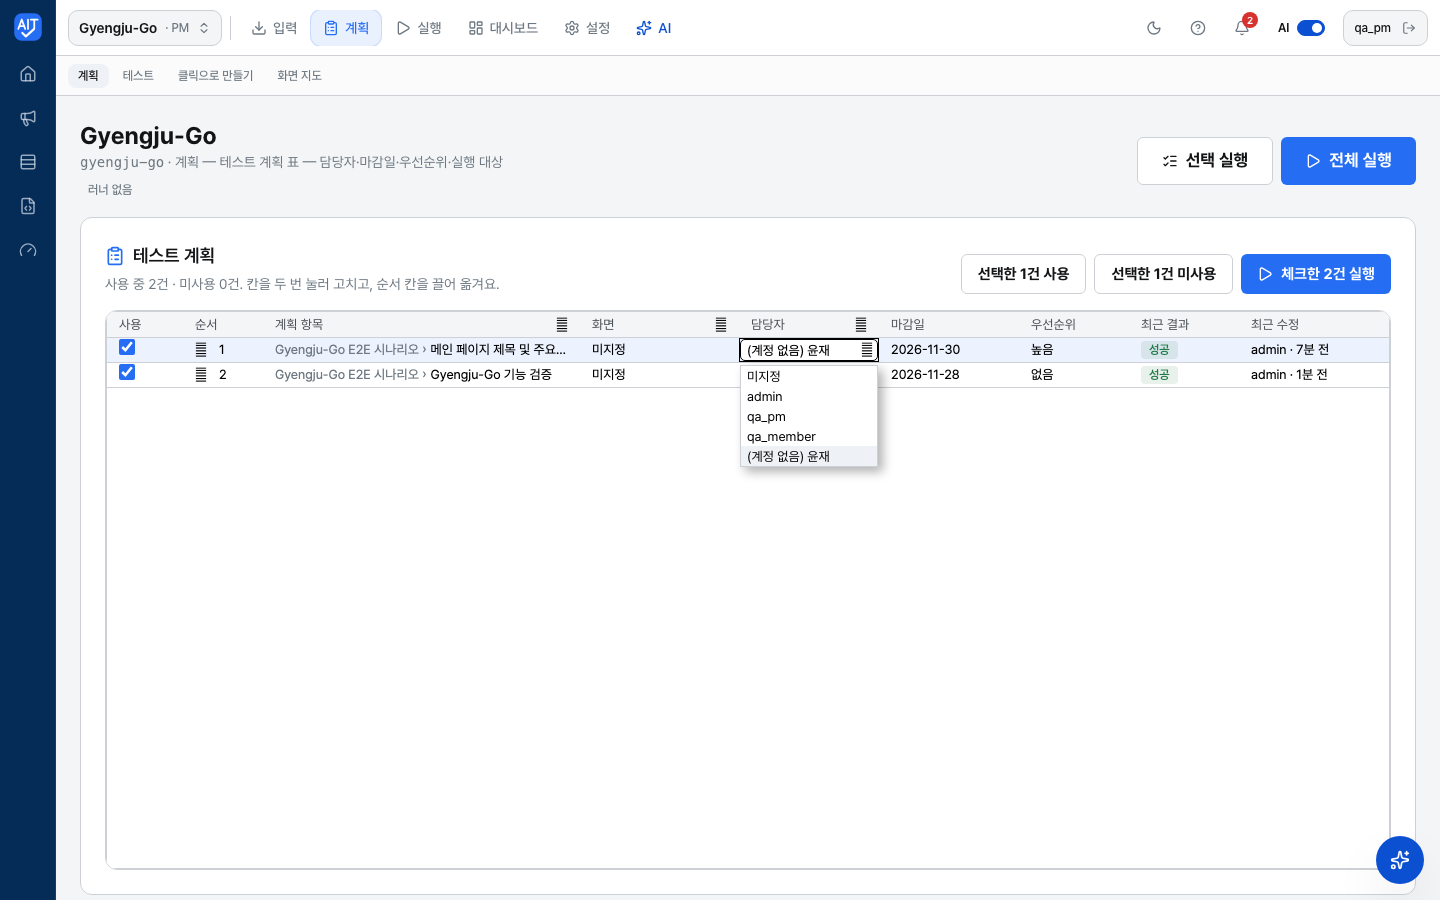 AIT
Gyengju-Go · PM
입력
계획
실행
대시보드
설정
AI
2
AI
qa_pm
계획
테스트
클릭으로 만들기
화면 지도
Gyengju-Go
gyengju-go · 계획 — 테스트 계획 표 — 담당자·마감일·우선순위·실행 대상
러너 없음
선택 실행
전체 실행
테스트 계획
사용 중 2건 · 미사용 0건. 칸을 두 번 눌러 고치고, 순서 칸을 끌어 옮겨요.
선택한 1건 사용
선택한 1건 미사용
체크한 2건 실행
사용 순서 계획 항목 화면 담당자 마감일 우선순위 최근 결과 최근 수정
1 Gyengju-Go E2E 시나리오 › 메인 페이지 제목 및 주요... 미지정 (계정 없음) 윤재 2026-11-30 높음 성공 admin · 7분 전
2 Gyengju-Go E2E 시나리오 › Gyengju-Go 기능 검증 미지정 2026-11-28 없음 성공 admin · 1분 전
미지정
admin
qa_pm
qa_member
(계정 없음) 윤재